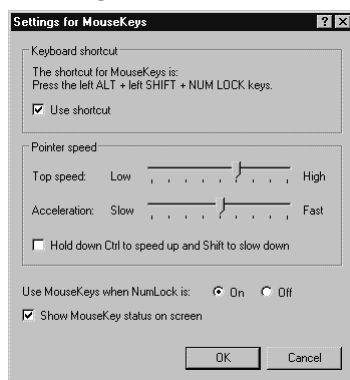 Settings for MouseKeys
Keyboard shortcut
The shortcut for MouseKeys is:
Press the left ALT + left SHIFT + NUM LOCK keys.
Use shortcut
Pointer speed
Top speed: Low High
Acceleration: Slow Fast
Hold down Ctrl to speed up and Shift to slow down
Use MouseKeys when NumLock is: On Off
Show MouseKey status on screen
OK Cancel